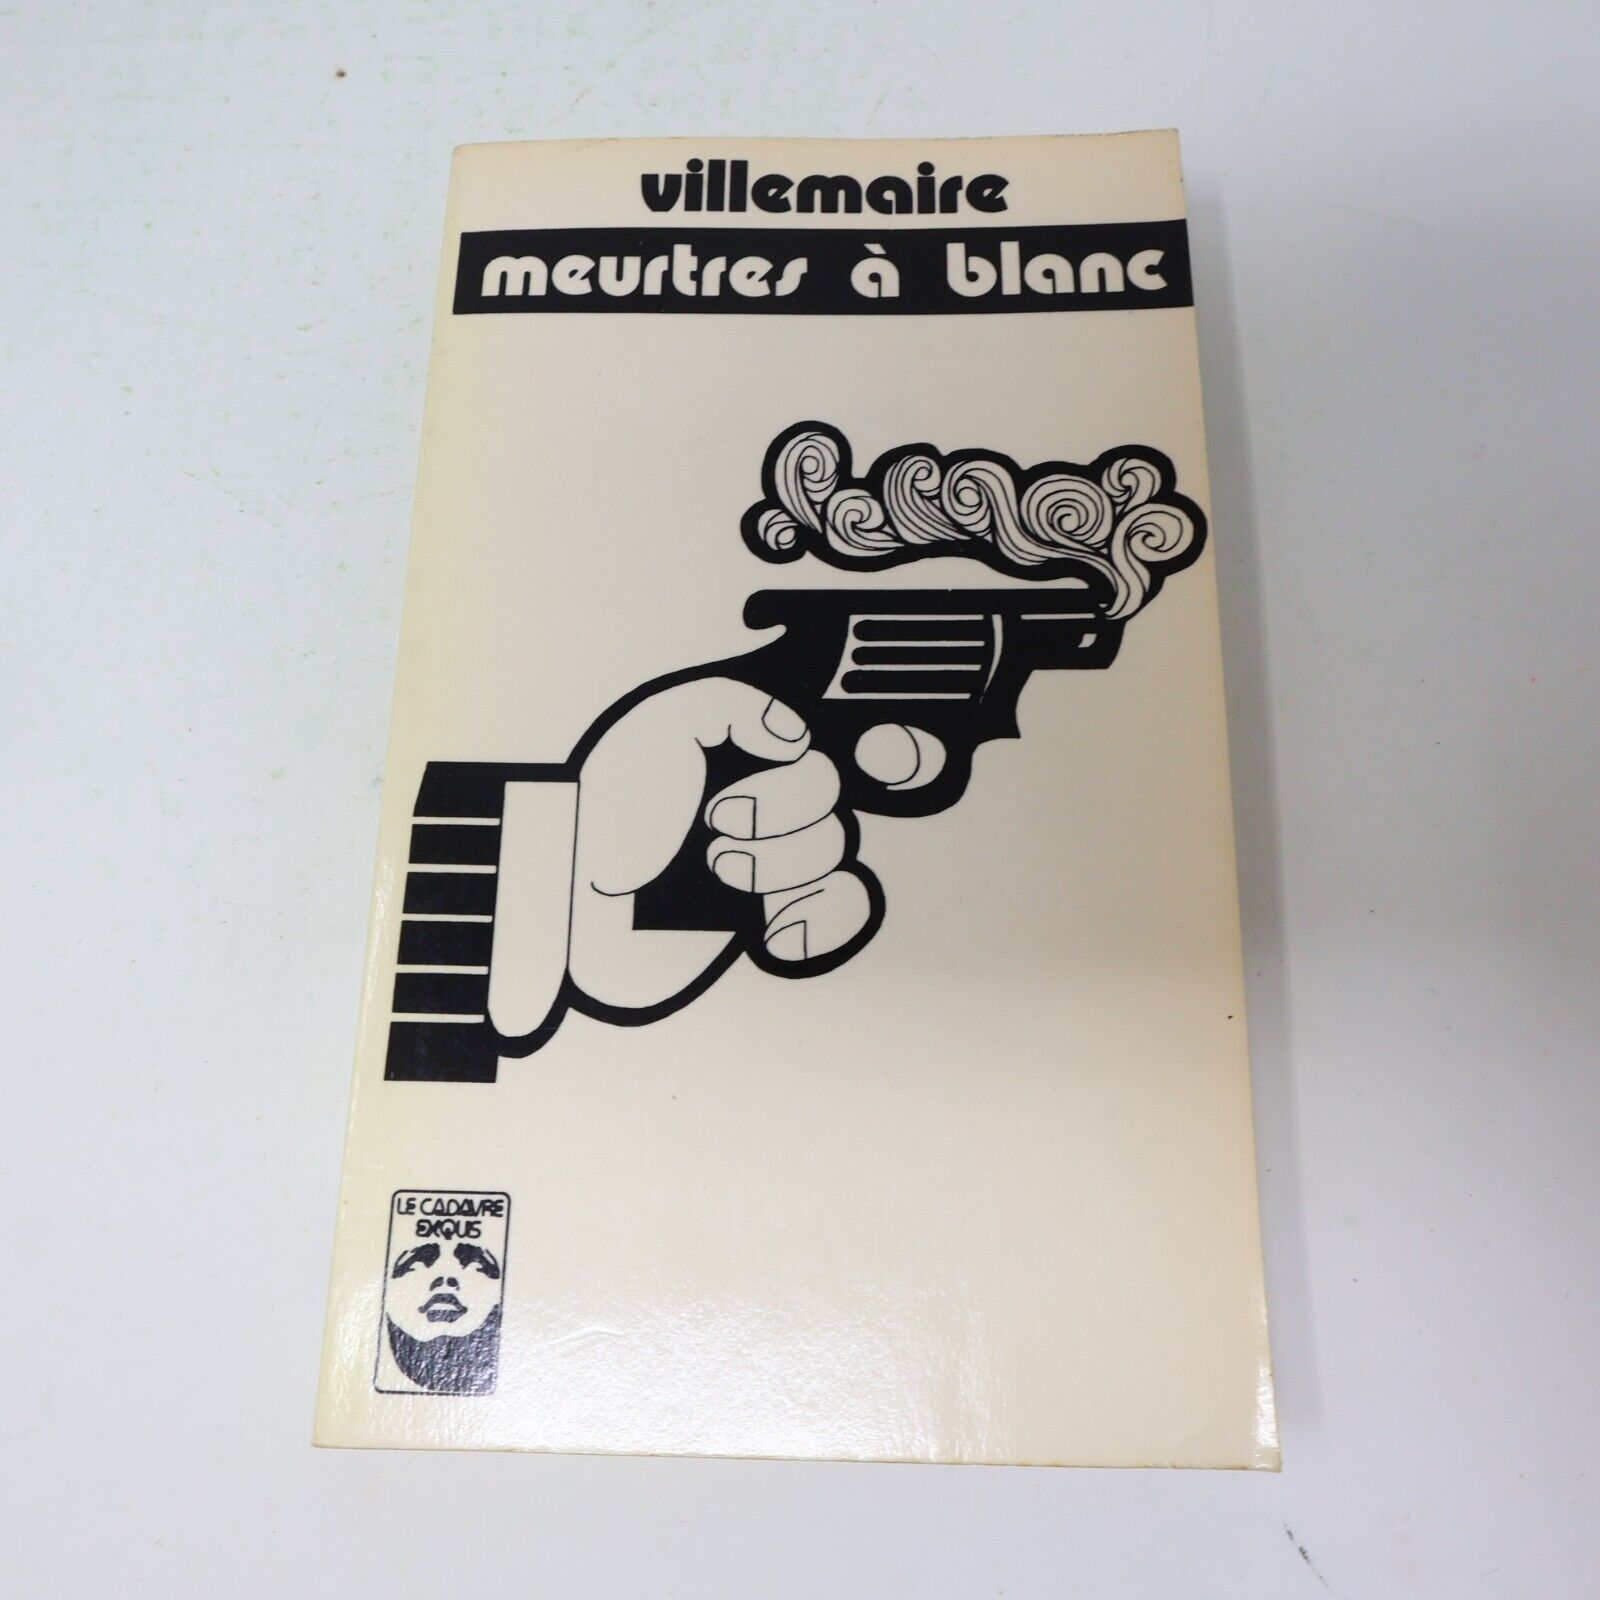 villemaire
meurtres à blanc
LE CADAVRE
EXQUIS